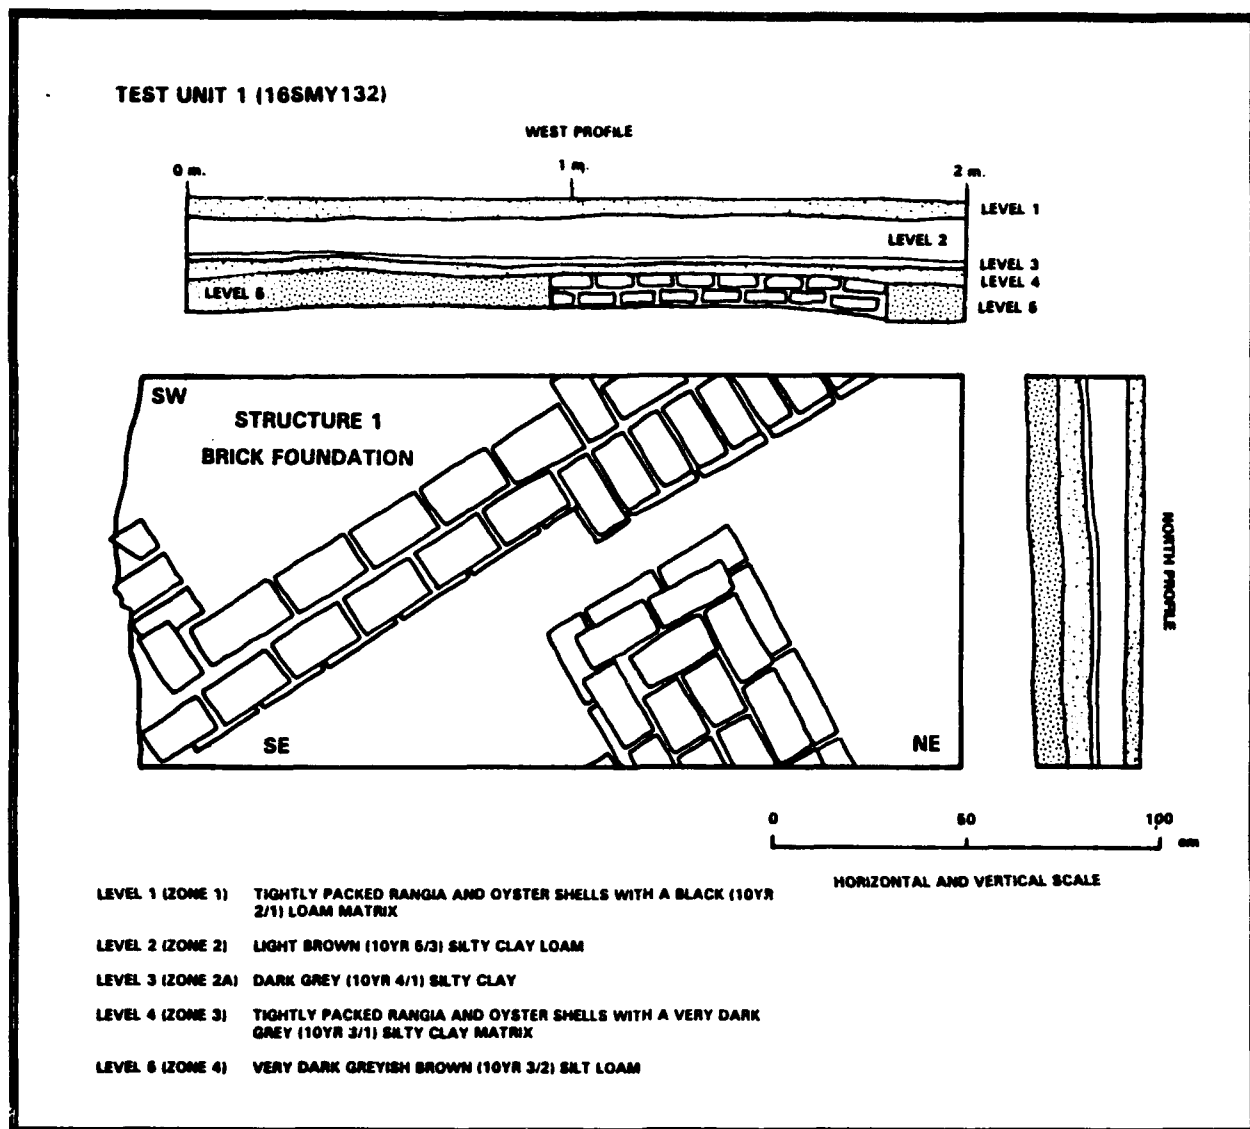 TEST UNIT 1 (16SMY132)
WEST PROFILE
0 m.
1 m.
2 m.
LEVEL 1
LEVEL 2
LEVEL 3
LEVEL 4
LEVEL 5
LEVEL 5
SW
STRUCTURE 1
BRICK FOUNDATION
SE
NE
NORTH PROFILE
0
50
100
cm
HORIZONTAL AND VERTICAL SCALE
LEVEL 1 (ZONE 1) TIGHTLY PACKED RANGIA AND OYSTER SHELLS WITH A BLACK (10YR
2/1) LOAM MATRIX
LEVEL 2 (ZONE 2) LIGHT BROWN (10YR 5/3) SILTY CLAY LOAM
LEVEL 3 (ZONE 2A) DARK GREY (10YR 4/1) SILTY CLAY
LEVEL 4 (ZONE 3) TIGHTLY PACKED RANGIA AND OYSTER SHELLS WITH A VERY DARK
GREY (10YR 3/1) SILTY CLAY MATRIX
LEVEL 5 (ZONE 4) VERY DARK GREYISH BROWN (10YR 3/2) SILT LOAM